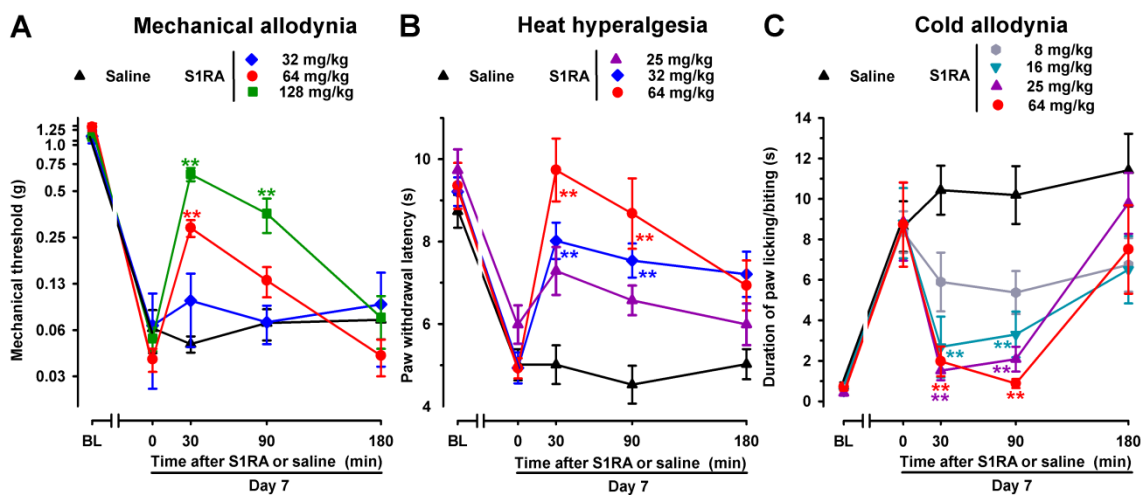 A Mechanical allodynia
Saline S1RA 32 mg/kg
64 mg/kg
128 mg/kg
Mechanical threshold (g)
1.25
1.0
0.75
0.5
0.25
0.13
0.06
0.03
BL 0 30 90 180
Time after S1RA or saline (min)
Day 7
B Heat hyperalgesia
Saline S1RA 25 mg/kg
32 mg/kg
64 mg/kg
Paw withdrawal latency (s)
10
8
6
4
** **
** **
BL 0 30 90 180
Time after S1RA or saline (min)
Day 7
C Cold allodynia
Saline S1RA 8 mg/kg
16 mg/kg
25 mg/kg
64 mg/kg
Duration of paw licking/biting (s)
14
12
10
8
6
4
2
0
** **
** ** **
**
BL 0 30 90 180
Time after S1RA or saline (min)
Day 7